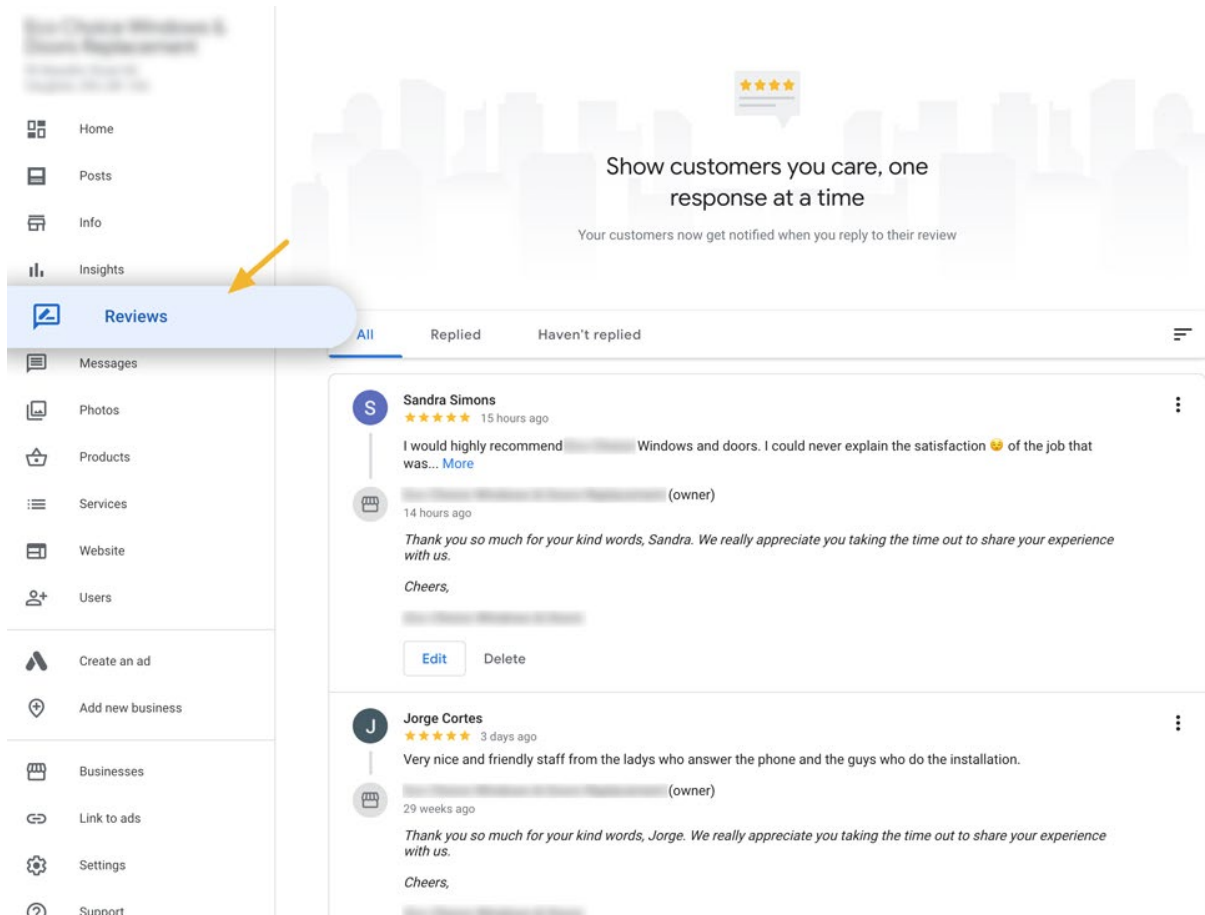 Home
Posts
Info
Insights
Reviews
Messages
Photos
Products
Services
Website
Users
Create an ad
Add new business
Businesses
Link to ads
Settings
Support
Show customers you care, one
response at a time
Your customers now get notified when you reply to their review
All Replied Haven't replied
S
Sandra Simons
15 hours ago
I would highly recommend Windows and doors. I could never explain the satisfaction 😌 of the job that
was... More
(owner)
14 hours ago
Thank you so much for your kind words, Sandra. We really appreciate you taking the time out to share your experience
with us.
Cheers,
Edit Delete
J
Jorge Cortes
3 days ago
Very nice and friendly staff from the ladys who answer the phone and the guys who do the installation.
(owner)
29 weeks ago
Thank you so much for your kind words, Jorge. We really appreciate you taking the time out to share your experience
with us.
Cheers,